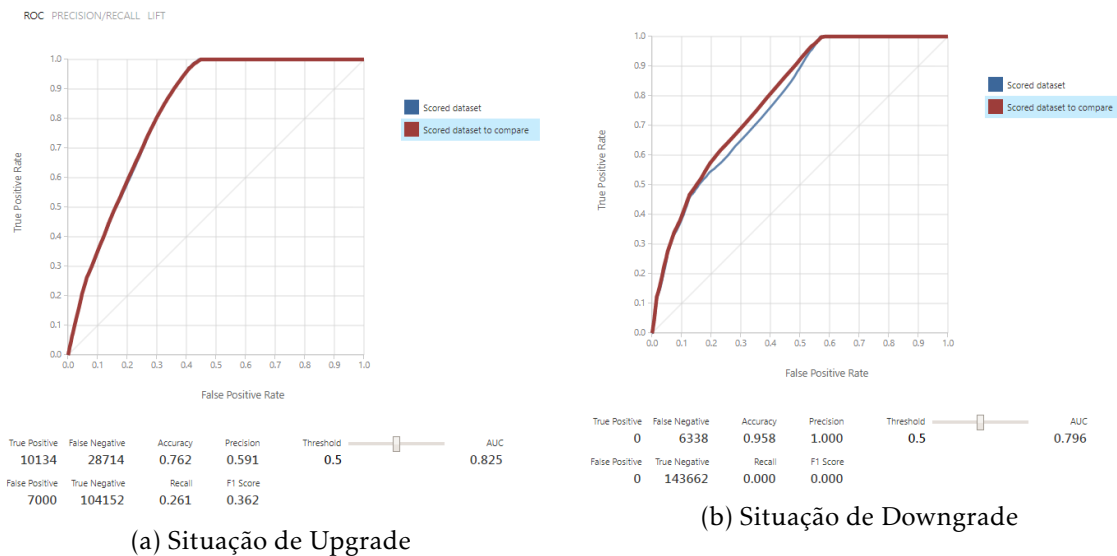 ROC PRECISION/RECALL LIFT
1.0
0.9
0.8
0.7
0.6
0.5
0.4
0.3
0.2
0.1
0.0
True Positive Rate
0.0 0.1 0.2 0.3 0.4 0.5 0.6 0.7 0.8 0.9 1.0
False Positive Rate
Scored dataset
Scored dataset to compare
True Positive False Negative Accuracy Precision Threshold AUC
10134 28714 0.762 0.591 0.5 0.825
False Positive True Negative Recall F1 Score
7000 104152 0.261 0.362
(a) Situação de Upgrade
1.0
0.9
0.8
0.7
0.6
0.5
0.4
0.3
0.2
0.1
0.0
True Positive Rate
0.0 0.1 0.2 0.3 0.4 0.5 0.6 0.7 0.8 0.9 1.0
False Positive Rate
Scored dataset
Scored dataset to compare
True Positive False Negative Accuracy Precision Threshold AUC
0 6338 0.958 1.000 0.5 0.796
False Positive True Negative Recall F1 Score
0 143662 0.000 0.000
(b) Situação de Downgrade